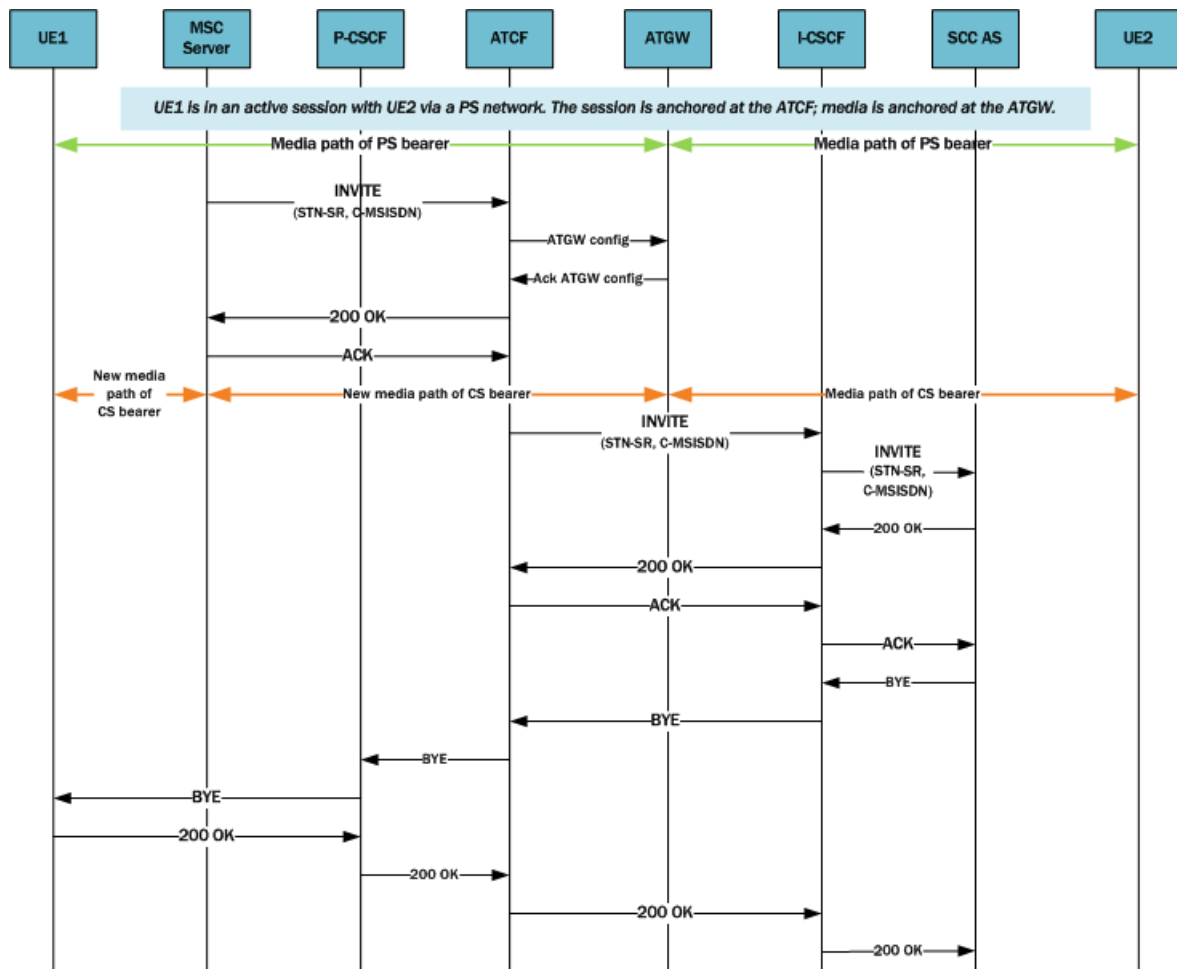 UE1
MSC
Server
P-CSCF
ATCF
ATGW
I-CSCF
SCC AS
UE2
UE1 is in an active session with UE2 via a PS network. The session is anchored at the ATCF; media is anchored at the ATGW.
Media path of PS bearer
Media path of PS bearer
INVITE
(STN-SR, C-MSISDN)
ATGW config
Ack ATGW config
200 OK
ACK
New media
path of
CS bearer
New media path of CS bearer
Media path of CS bearer
INVITE
(STN-SR, C-MSISDN)
INVITE
(STN-SR,
C-MSISDN)
200 OK
200 OK
ACK
ACK
BYE
BYE
BYE
BYE
200 OK
200 OK
200 OK
200 OK